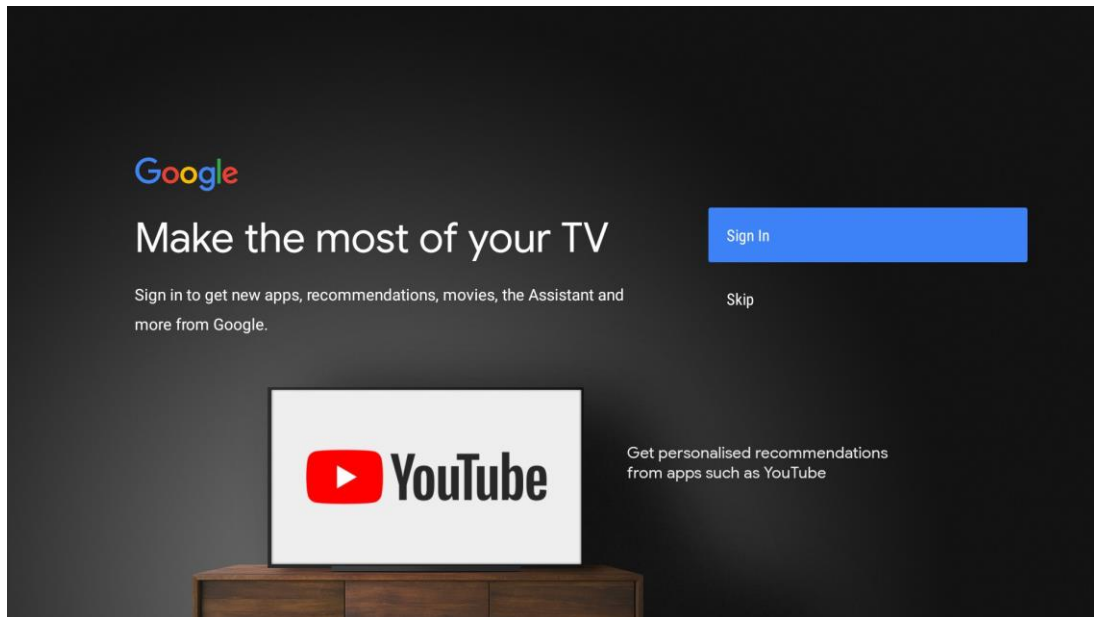 Google
Make the most of your TV
Sign in to get new apps, recommendations, movies, the Assistant and
more from Google.
Sign In
Skip
YouTube
Get personalised recommendations
from apps such as YouTube